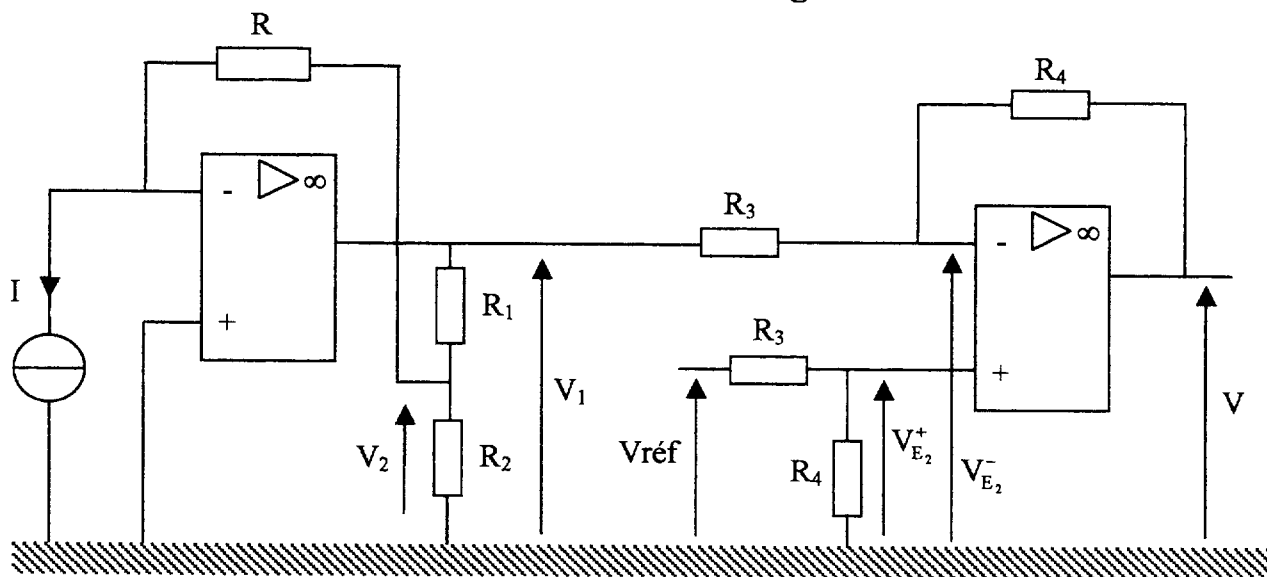 R
R₄
- ∞
R₃
-
∞
I
R₁
+
R₃
V₁
+
V
V₂
R₂
Vréf
R₄
V⁺E₂
V⁻E₂